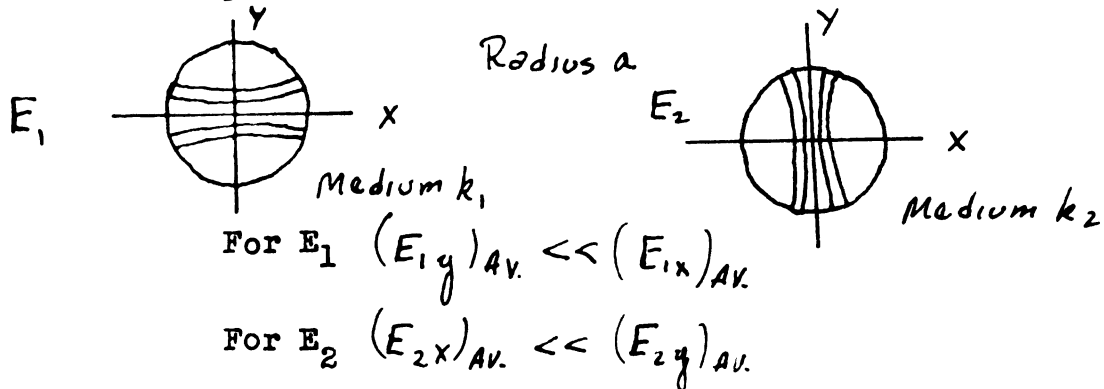 Y Y
Radius a
E₁ X E₂ X
Medium k₁ Medium k₂
For E₁ (E₁y)Av. << (E₁x)Av.
For E₂ (E₂x)Av. << (E₂y)Av.